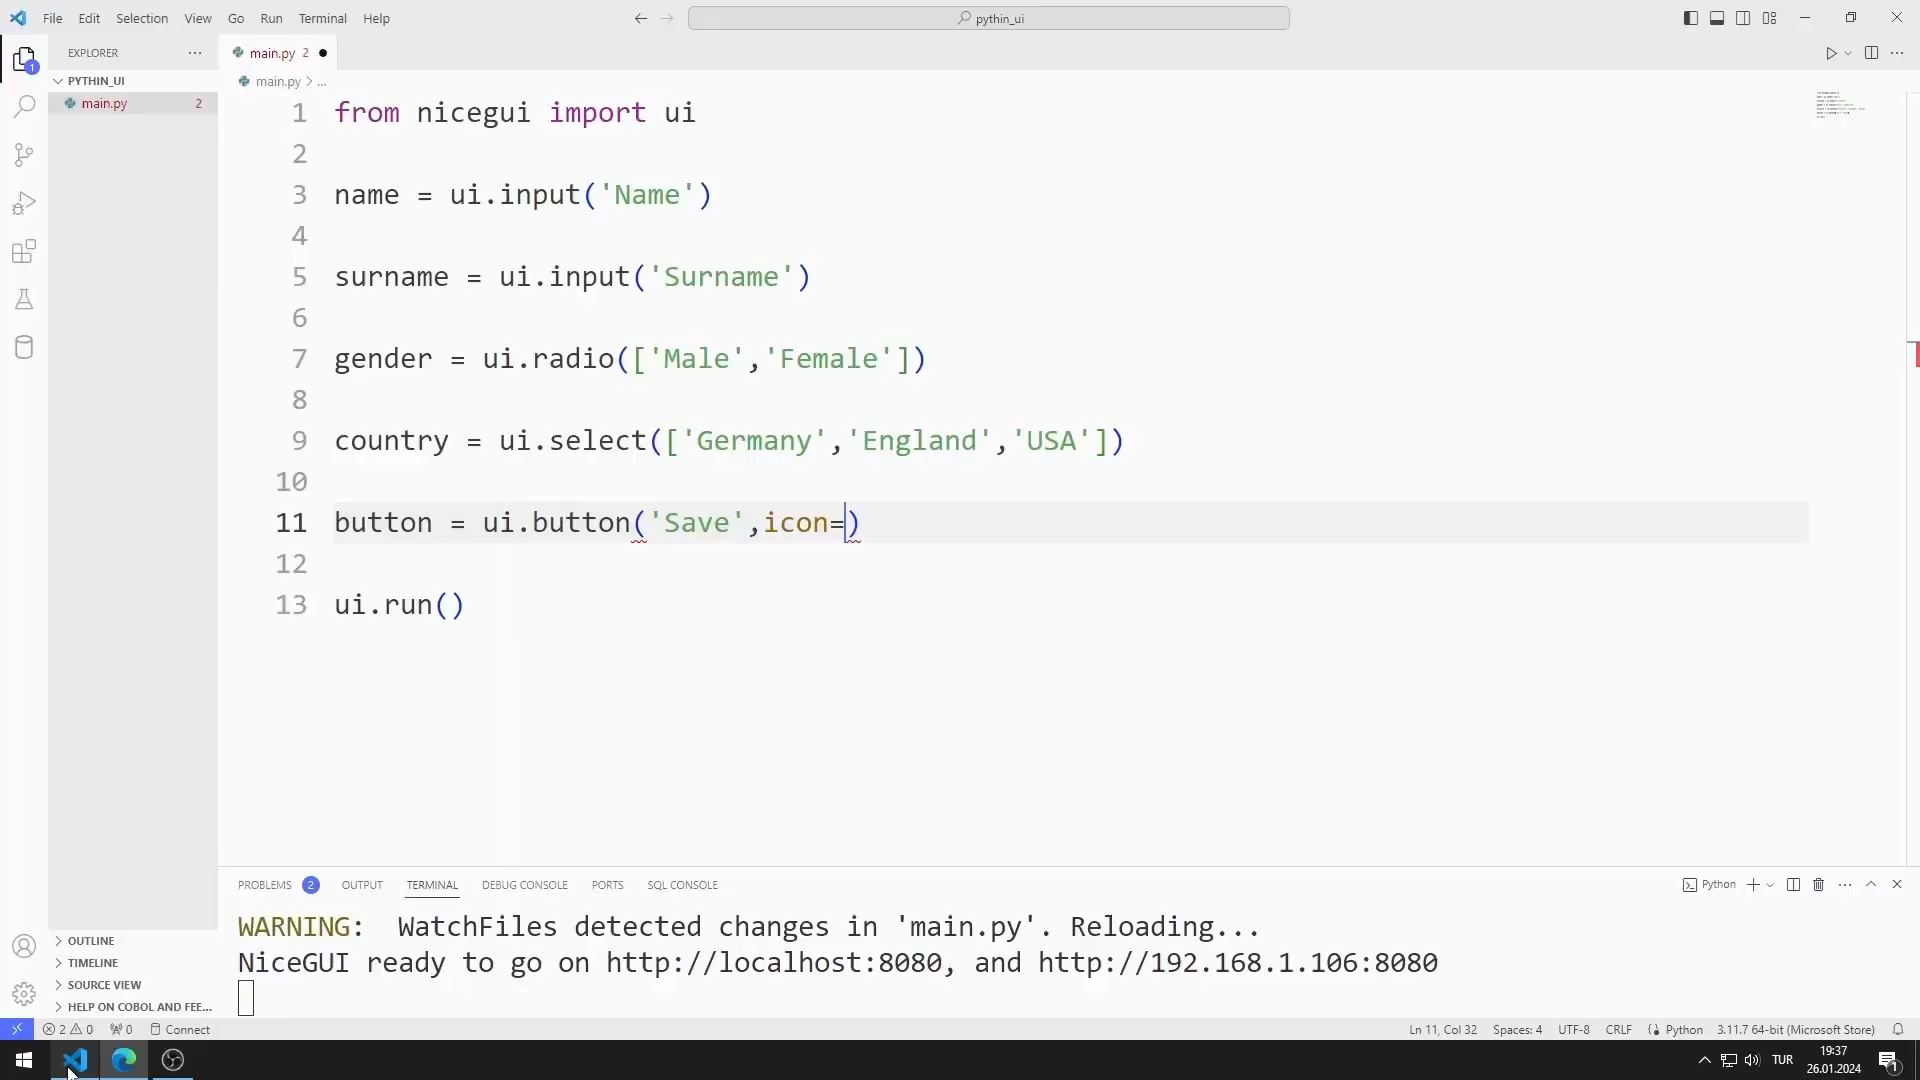 File Edit Selection View Go Run Terminal Help
pythin_ui
EXPLORER
1
PYTHIN_UI
main.py 2
main.py 2
main.py > ...
1 from nicegui import ui
2
3 name = ui.input('Name')
4
5 surname = ui.input('Surname')
6
7 gender = ui.radio(['Male','Female'])
8
9 country = ui.select(['Germany','England','USA'])
10
11 button = ui.button('Save',icon=)
12
13 ui.run()
PROBLEMS 2 OUTPUT TERMINAL DEBUG CONSOLE PORTS SQL CONSOLE
Python
WARNING: WatchFiles detected changes in 'main.py'. Reloading...
NiceGUI ready to go on http://localhost:8080, and http://192.168.1.106:8080
OUTLINE
TIMELINE
SOURCE VIEW
HELP ON COBOL AND FEE...
2 0 0 Connect
Ln 11, Col 32 Spaces: 4 UTF-8 CRLF Python 3.11.7 64-bit (Microsoft Store)
TUR
19:37
26.01.2024
1